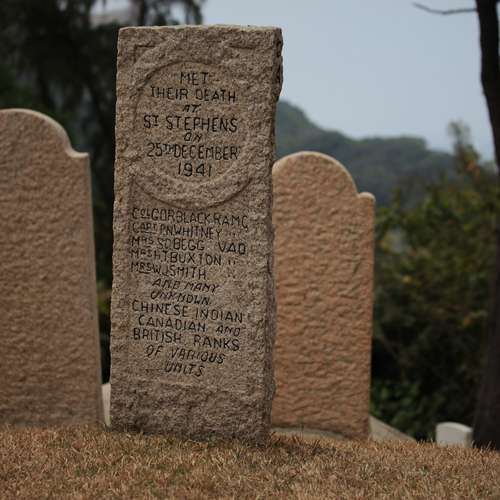 MET
THEIR DEATH
AT
ST STEPHENS
ON
25TH DECEMBER
1941
COL G.D.R. BLACK R.A.M.C.
CAPT P.N. WHITNEY " "
MRS S.D. BEGG V.A.D
MRS H.T. BUXTON " "
MRS W.J. SMITH " "
AND MANY
UNKNOWN
CHINESE INDIAN
CANADIAN AND
BRITISH RANKS
OF VARIOUS
UNITS